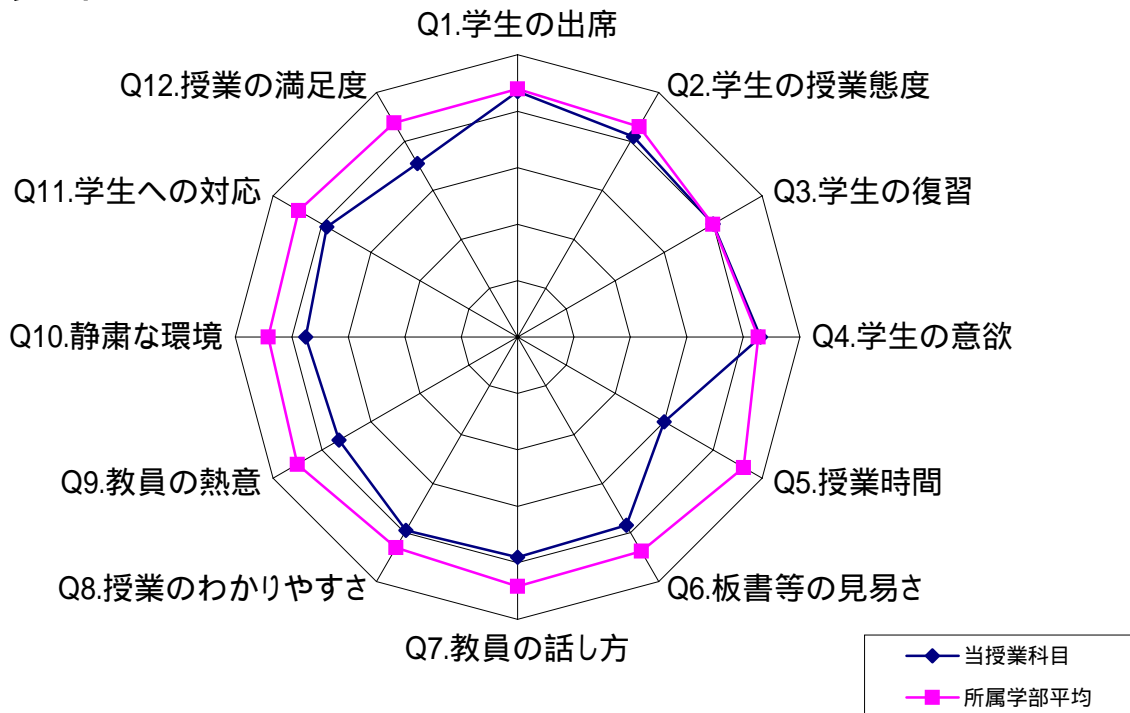 Q1.学生の出席
Q2.学生の授業態度
Q3.学生の復習
Q4.学生の意欲
Q5.授業時間
Q6.板書等の見易さ
Q7.教員の話し方
Q8.授業のわかりやすさ
Q9.教員の熱意
Q10.静粛な環境
Q11.学生への対応
Q12.授業の満足度
当授業科目
所属学部平均